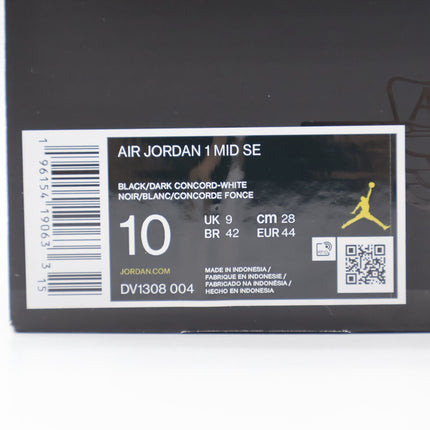 AIR JORDAN 1 MID SE
BLACK/DARK CONCORD-WHITE
NOIR/BLANC/CONCORDE FONCE
10
UK 9
cm 28
BR 42
EUR 44
JORDAN.COM
DV1308 004
MADE IN INDONESIA /
FABRIQUE EN INDONESIE /
FABRICADO NA INDONÉSIA /
HECHO EN INDONESIA
1 96154 19063 3 15